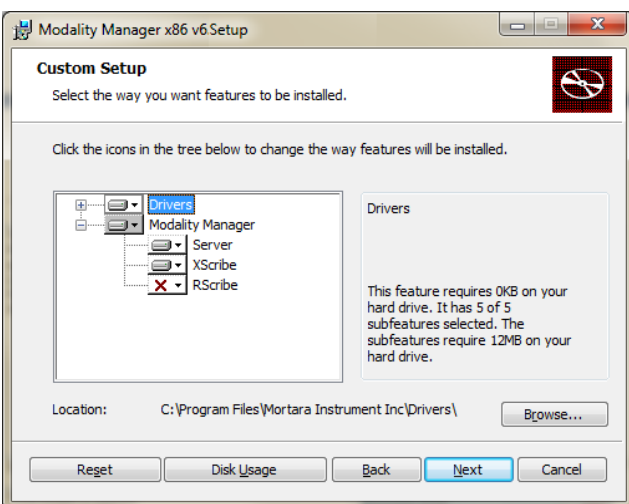 Modality Manager x86 v6.Setup
Custom Setup
Select the way you want features to be installed.
Click the icons in the tree below to change the way features will be installed.
Drivers
Modality Manager
Server
XScribe
RScribe
Drivers
This feature requires 0KB on your
hard drive. It has 5 of 5
subfeatures selected. The
subfeatures require 12MB on your
hard drive.
Location: C:\Program Files\Mortara Instrument Inc\Drivers\
Browse...
Reset Disk Usage Back Next Cancel